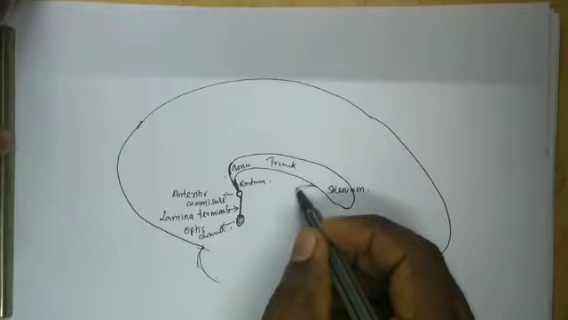 Genu
Trunk
Rostrum.
Splenium.
Anterior
commissure
Lamina terminalis
Optic
chiasma.